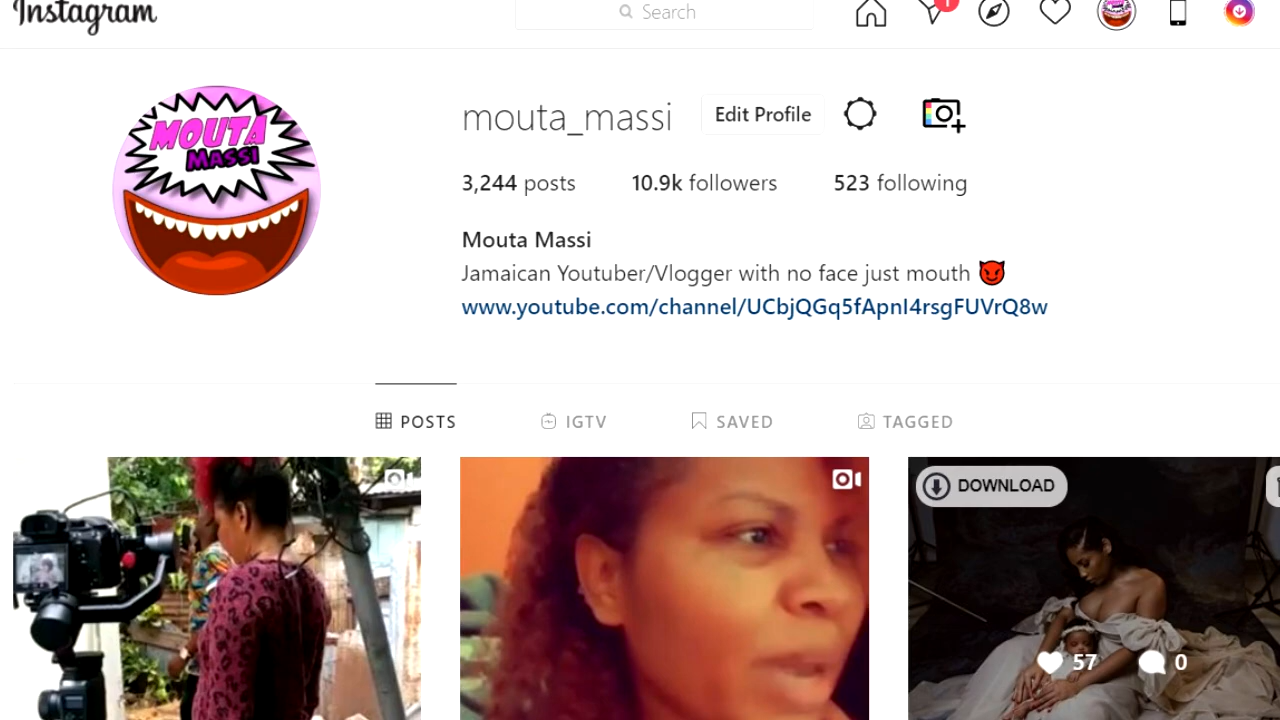 Instagram
Search
1
MOUTA
MASSI
mouta_massi
Edit Profile
3,244 posts 10.9k followers 523 following
Mouta Massi
Jamaican Youtuber/Vlogger with no face just mouth 😈
www.youtube.com/channel/UCbjQGq5fApnI4rsgFUVrQ8w
POSTS IGTV SAVED TAGGED
DOWNLOAD
57 0